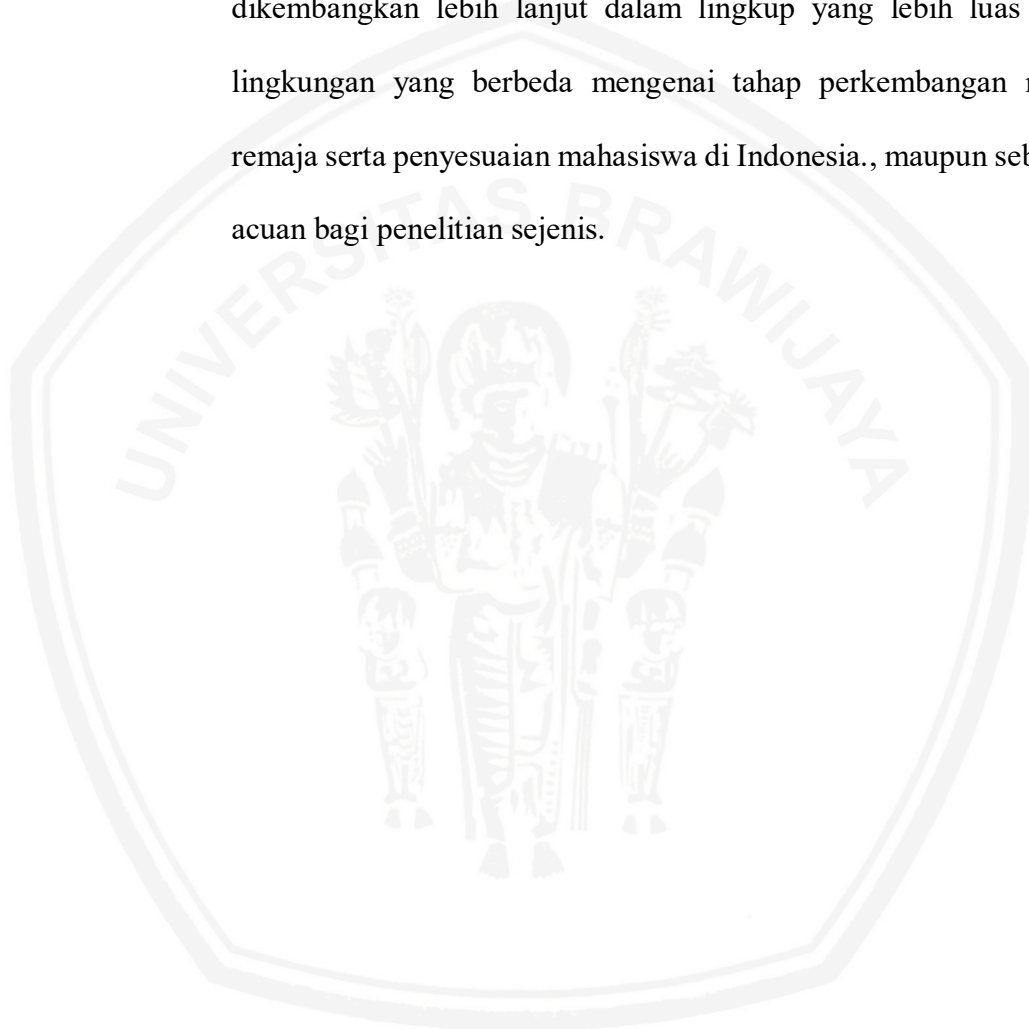 dikembangkan lebih lanjut dalam lingkup yang lebih luas
lingkungan yang berbeda mengenai tahap perkembangan
remaja serta penyesuaian mahasiswa di Indonesia., maupun
acuan bagi penelitian sejenis.
UNIVERSITAS BRAWIJAYA